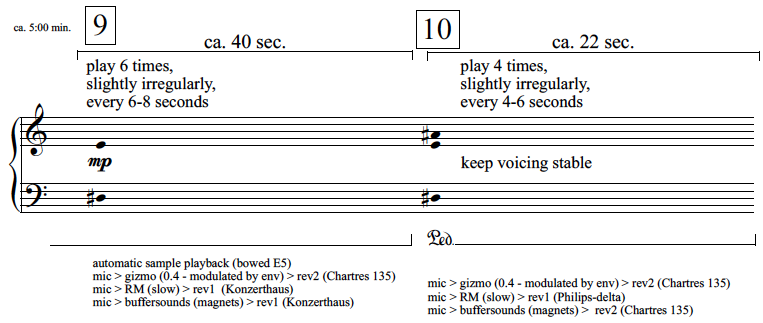 ca. 5:00 min.
9
ca. 40 sec.
play 6 times,
slightly irregularly,
every 6-8 seconds
mp
automatic sample playback (bowed E5)
mic > gizmo (0.4 - modulated by env) > rev2 (Chartres 135)
mic > RM (slow) > rev1 (Konzerthaus)
mic > buffersounds (magnets) > rev1 (Konzerthaus)
10
ca. 22 sec.
play 4 times,
slightly irregularly,
every 4-6 seconds
keep voicing stable
Ped.
mic > gizmo (0.4 - modulated by env) > rev2 (Chartres 135)
mic > RM (slow) > rev1 (Philips-delta)
mic > buffersounds (magnets) > rev2 (Chartres 135)